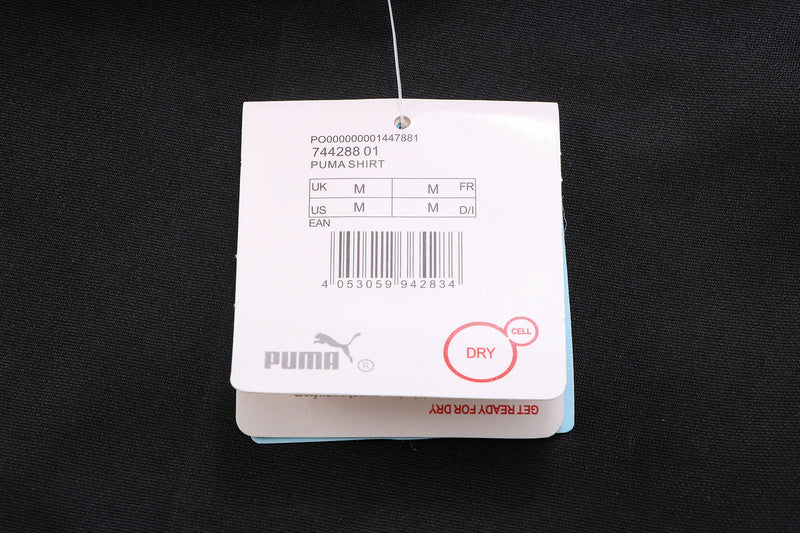 PO000000001447881
744288 01
PUMA SHIRT
UK M M FR
US M M D/I
EAN
4 053059 942834
CELL
DRY
PUMA ®
GET READY FOR DRY